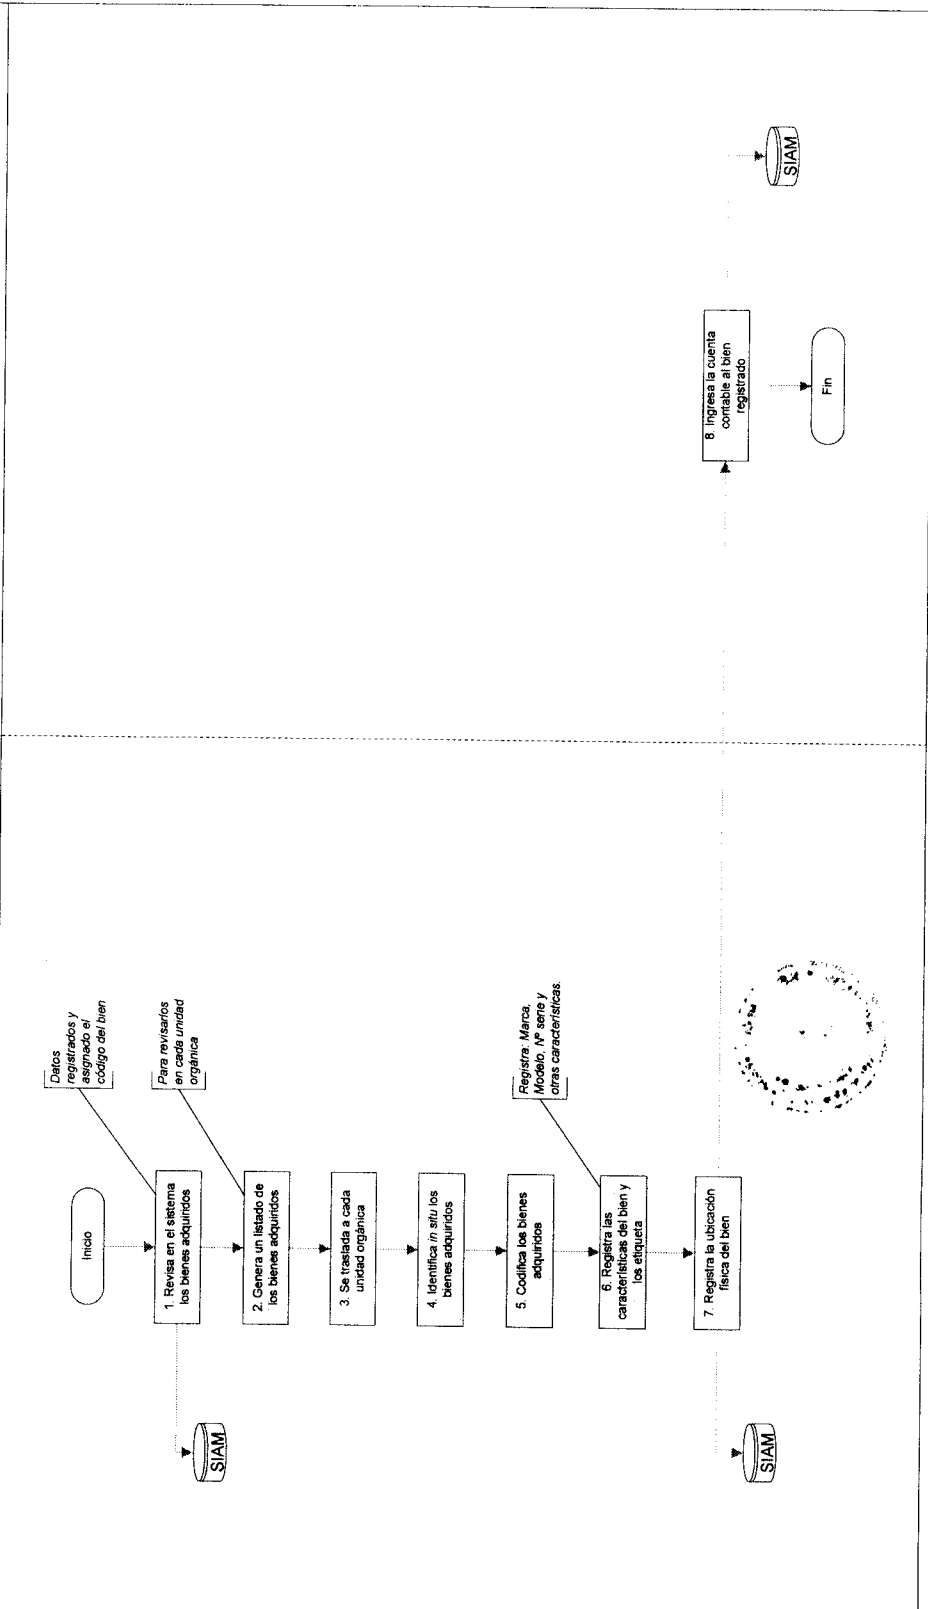 Inicio
Datos
registrados y
asignado el
código del bien
1. Revisa en el sistema
los bienes adquiridos
SIAM
Para revisarlos
en cada unidad
orgánica
2. Genera un listado de
los bienes adquiridos
3. Se traslada a cada
unidad orgánica
4. Identifica in situ los
bienes adquiridos
5. Codifica los bienes
adquiridos
Registra: Marca,
Modelo, Nº serie y
otras características.
6. Registra las
características del bien y
los etiqueta
7. Registra la ubicación
física del bien
SIAM
8. Ingresa la cuenta
contable al bien
registrado
SIAM
Fin